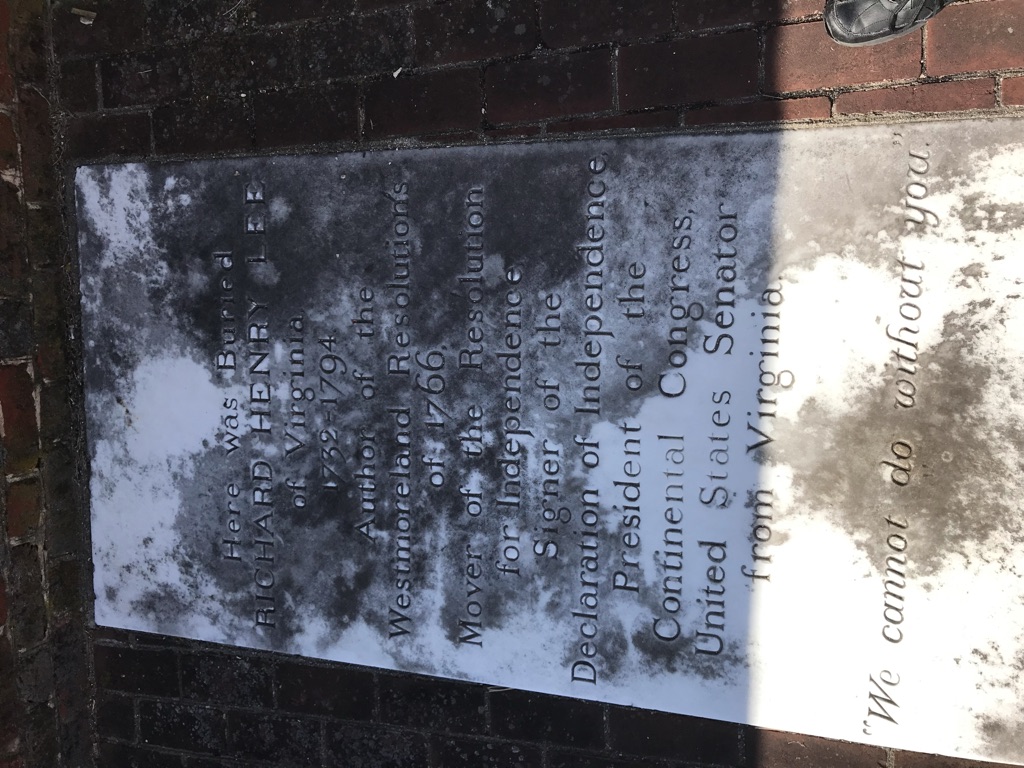 Here Was Buried
RICHARD HENRY LEE
of Virginia
1732-1794
Author of the
Westmoreland Resolutions
of 1766,
Mover of the Resolution
for Independence
Signer of the
Declaration of Independence,
President of the
Continental Congress,
United States Senator
from Virginia,
"We cannot do without you."